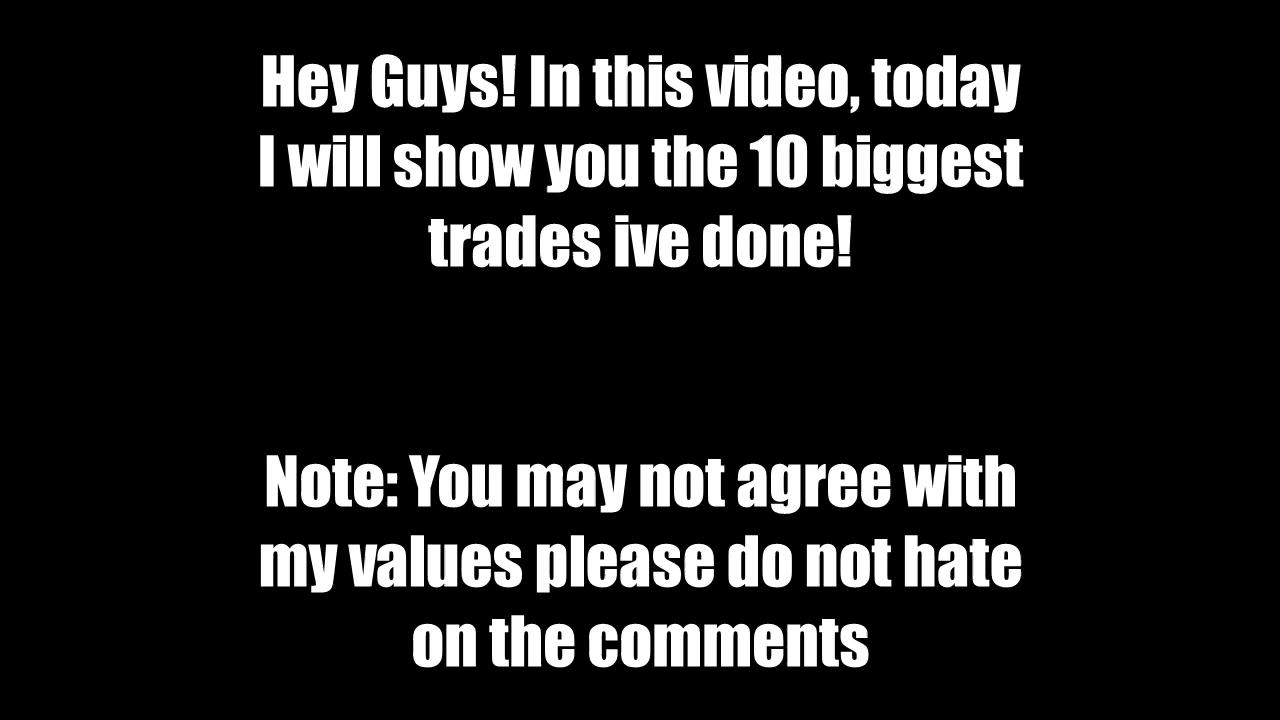 Hey Guys! In this video, today
I will show you the 10 biggest
trades ive done!
Note: You may not agree with
my values please do not hate
on the comments